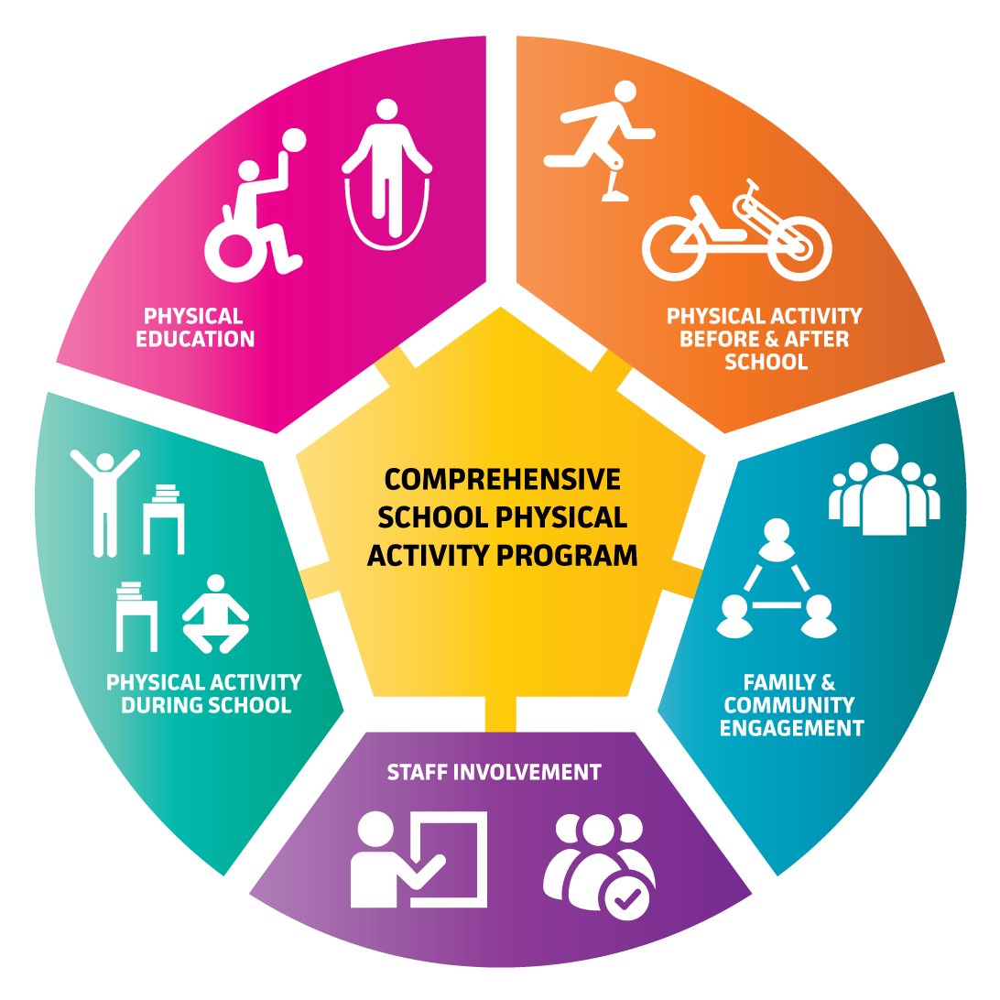 PHYSICAL
EDUCATION
PHYSICAL ACTIVITY
BEFORE & AFTER
SCHOOL
COMPREHENSIVE
SCHOOL PHYSICAL
ACTIVITY PROGRAM
PHYSICAL ACTIVITY
DURING SCHOOL
FAMILY &
COMMUNITY
ENGAGEMENT
STAFF INVOLVEMENT